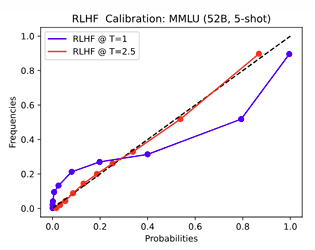 RLHF Calibration: MMLU (52B, 5-shot)
RLHF @ T=1
RLHF @ T=2.5
Frequencies
1.0
0.8
0.6
0.4
0.2
0.0
0.0 0.2 0.4 0.6 0.8 1.0
Probabilities